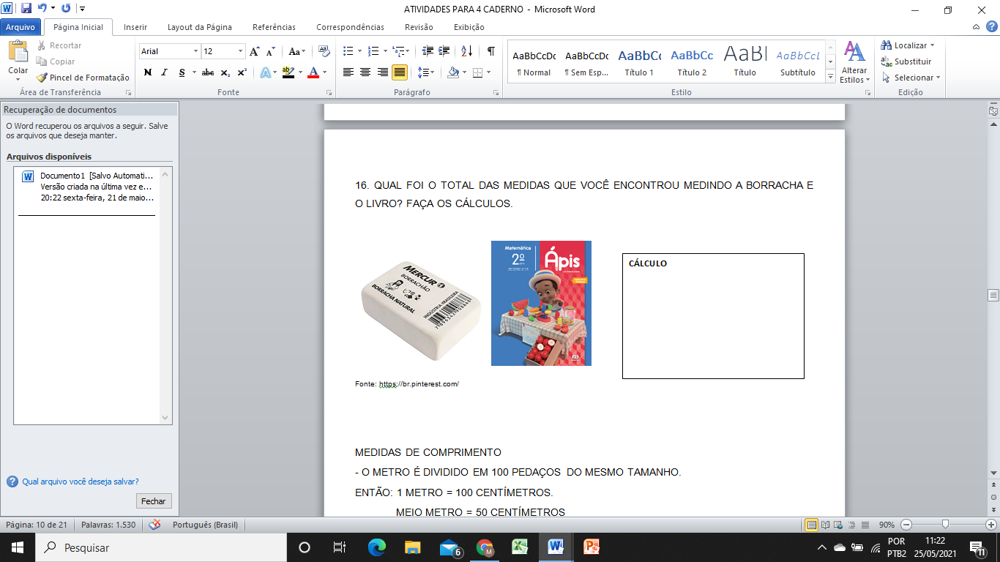 ATIVIDADES PARA 4 CADERNO - Microsoft Word
Arquivo
Página Inicial
Inserir
Layout da Página
Referências
Correspondências
Revisão
Exibição
Colar
Recortar
Copiar
Pincel de Formatação
Área de Transferência
Arial
12
N I S abc x₂ x²
Fonte
Parágrafo
AaBbCcDc
¶ Normal
AaBbCcDc
¶ Sem Esp...
AaBbCc
Título 1
AaBbCc
Título 2
AaBl
Título
AaBbCcl
Subtítulo
Alterar
Estilos
Estilo
Localizar
Substituir
Selecionar
Edição
Recuperação de documentos
O Word recuperou os arquivos a seguir. Salve
os arquivos que deseja manter.
Arquivos disponíveis
Documento1 [Salvo Automati...
Versão criada na última vez e...
20:22 sexta-feira, 21 de maio...
Qual arquivo você deseja salvar?
Fechar
16. QUAL FOI O TOTAL DAS MEDIDAS QUE VOCÊ ENCONTROU MEDINDO A BORRACHA E
O LIVRO? FAÇA OS CÁLCULOS.
MERCUR
BORRACHÃO
BORRACHA NATURAL
INDÚSTRIA BRASILEIRA
Matemática
2º
Ápis
CÁLCULO
Fonte: https://br.pinterest.com/
MEDIDAS DE COMPRIMENTO
- O METRO É DIVIDIDO EM 100 PEDAÇOS DO MESMO TAMANHO.
ENTÃO: 1 METRO = 100 CENTÍMETROS.
MEIO METRO = 50 CENTÍMETROS
Página: 10 de 21
Palavras: 1.530
Português (Brasil)
90%
Pesquisar
6
M
POR
PTB2
11:22
25/05/2021
11